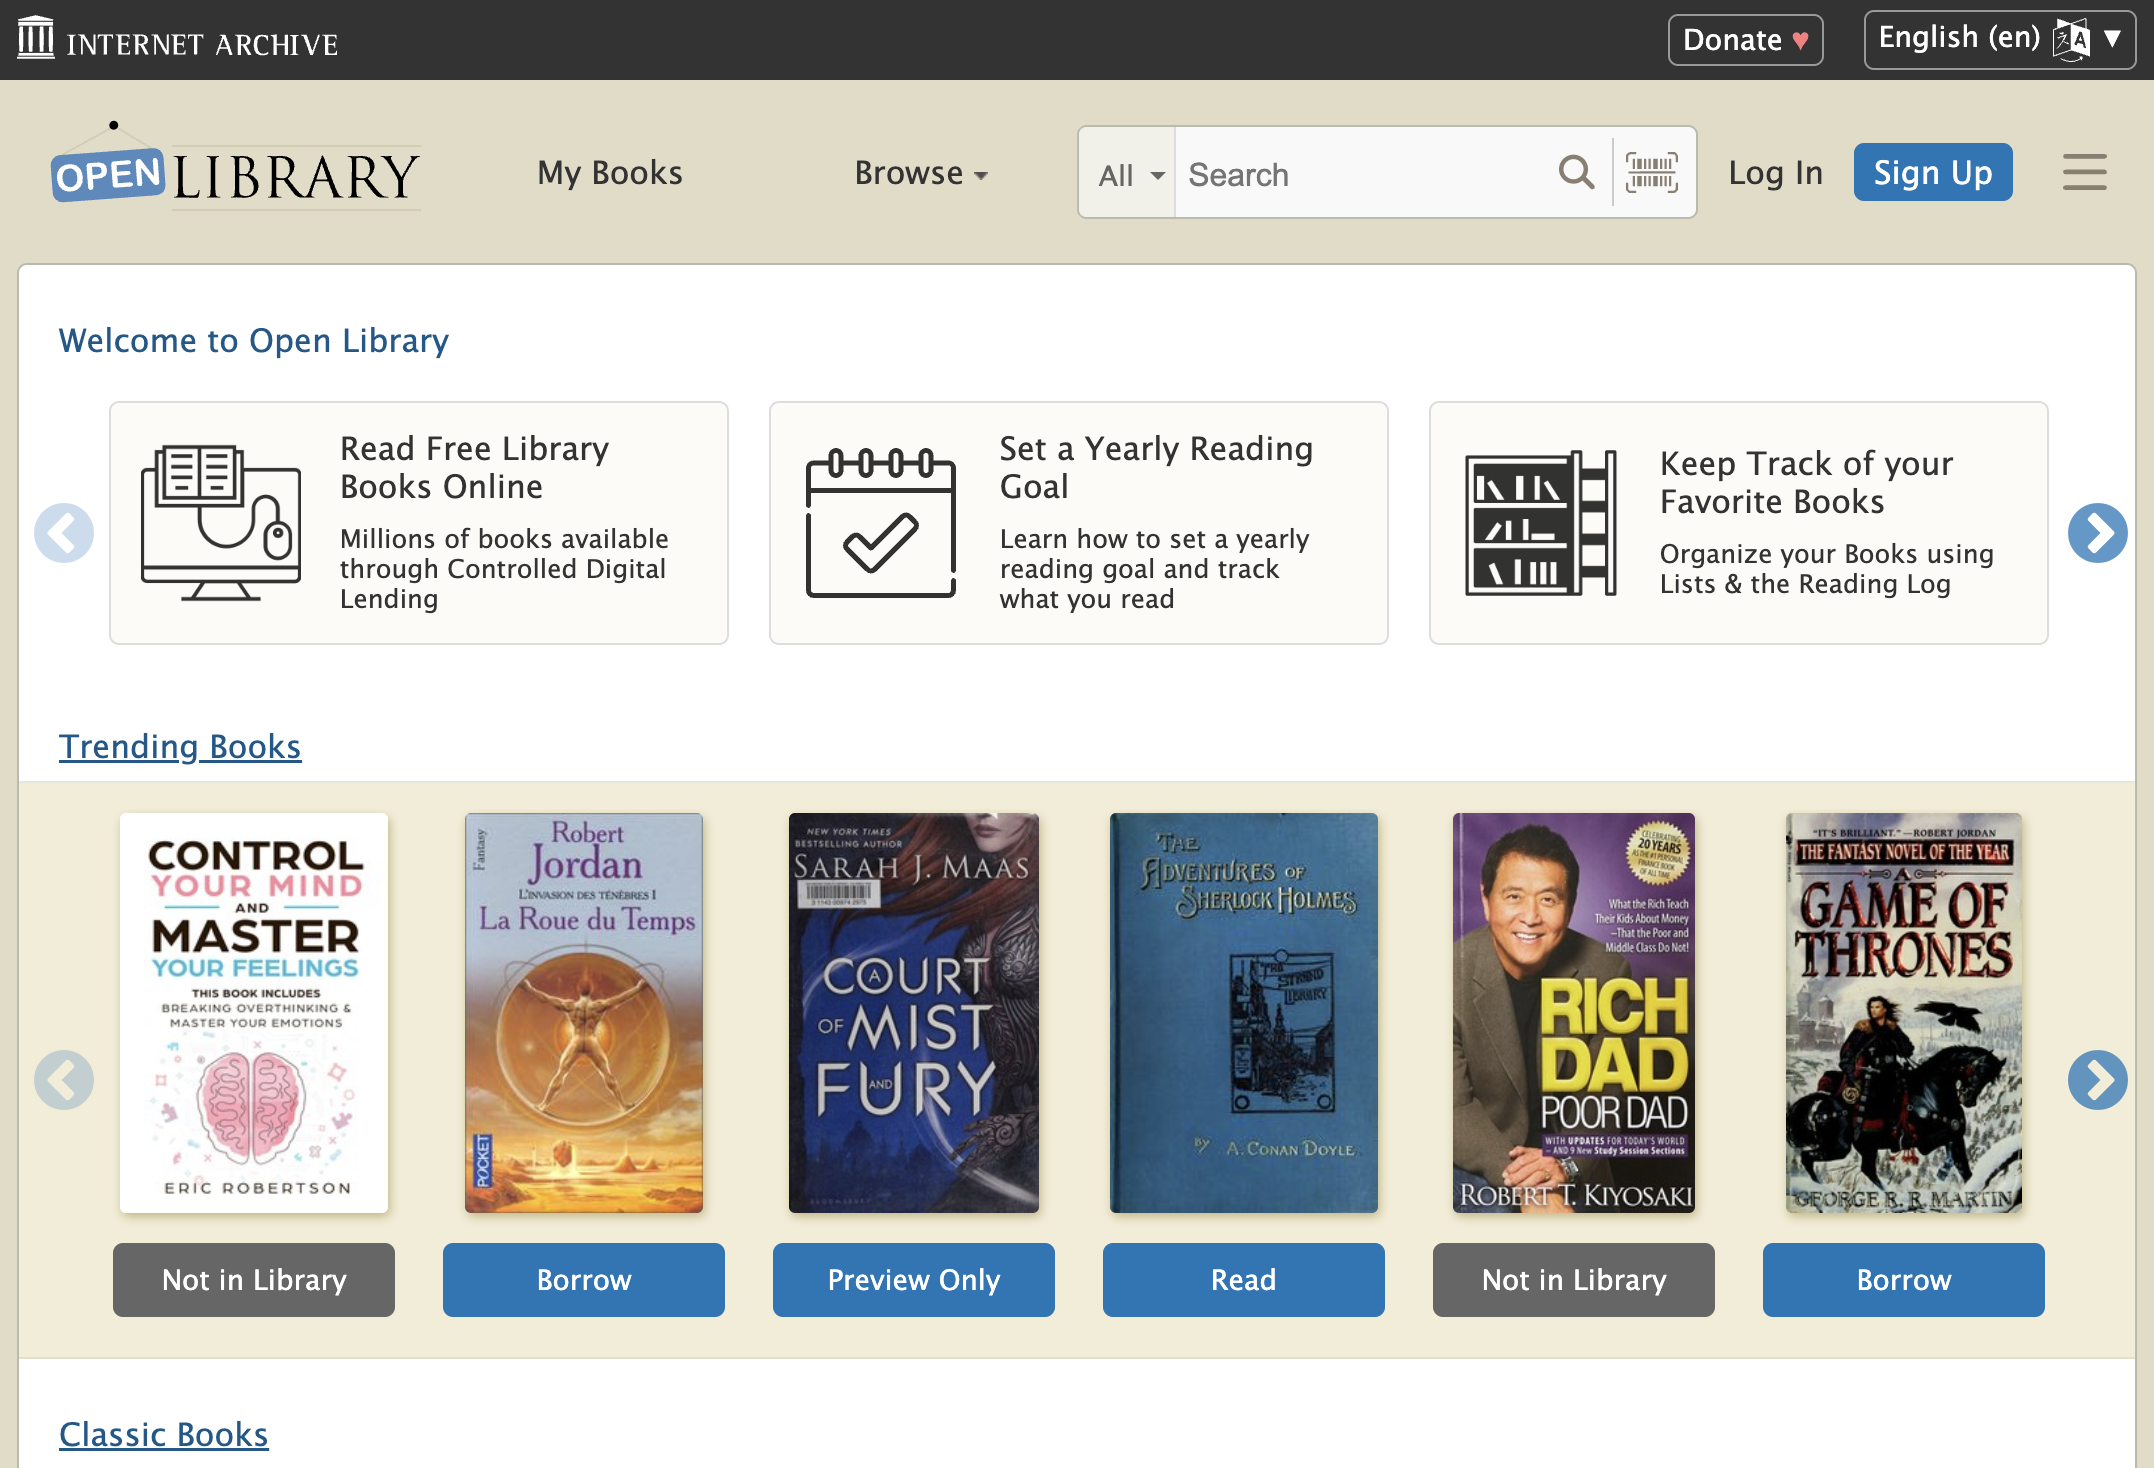 INTERNET ARCHIVE
Donate ♥
English (en) ▼
OPEN LIBRARY
My Books
Browse
All
Search
Log In
Sign Up
Welcome to Open Library
Read Free Library
Books Online
Millions of books available
through Controlled Digital
Lending
Set a Yearly Reading
Goal
Learn how to set a yearly
reading goal and track
what you read
Keep Track of your
Favorite Books
Organize your Books using
Lists & the Reading Log
Trending Books
CONTROL
YOUR MIND
AND
MASTER
YOUR FEELINGS
THIS BOOK INCLUDES
BREAKING OVERTHINKING &
MASTER YOUR EMOTIONS
ERIC ROBERTSON
Not in Library
Fantasy
Robert
Jordan
L'INVASION DES TÉNÈBRES I
La Roue du Temps
POCKET
Borrow
NEW YORK TIMES
BESTSELLING AUTHOR
SARAH J. MAAS
A
COURT
OF MIST
AND
FURY
BLOOMSBURY
Preview Only
THE
ADVENTURES OF
SHERLOCK HOLMES
THE
STRAND
LIBRARY
BY A. CONAN DOYLE
Read
CELEBRATING
20 YEARS
AS THE #1 PERSONAL
FINANCE BOOK
OF ALL TIME
What the Rich Teach
Their Kids About Money
–That the Poor and
Middle Class Do Not!
RICH
DAD
POOR DAD
WITH UPDATES FOR TODAY'S WORLD
– AND 9 New Study Session Sections
ROBERT T. KIYOSAKI
Not in Library
"IT'S BRILLIANT."—ROBERT JORDAN
THE FANTASY NOVEL OF THE YEAR
A
GAME OF
THRONES
GEORGE R. R. MARTIN
Borrow
Classic Books